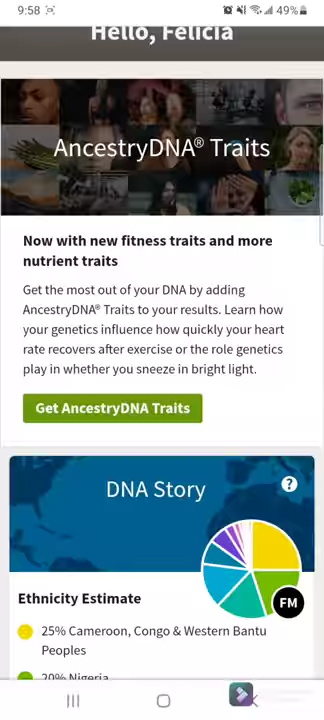 9:58
49%
Hello, Felicia
AncestryDNA® Traits
Now with new fitness traits and more
nutrient traits
Get the most out of your DNA by adding
AncestryDNA® Traits to your results. Learn how
your genetics influence how quickly your heart
rate recovers after exercise or the role genetics
play in whether you sneeze in bright light.
Get AncestryDNA Traits
DNA Story
?
FM
Ethnicity Estimate
25% Cameroon, Congo & Western Bantu
Peoples
20% Nigeria